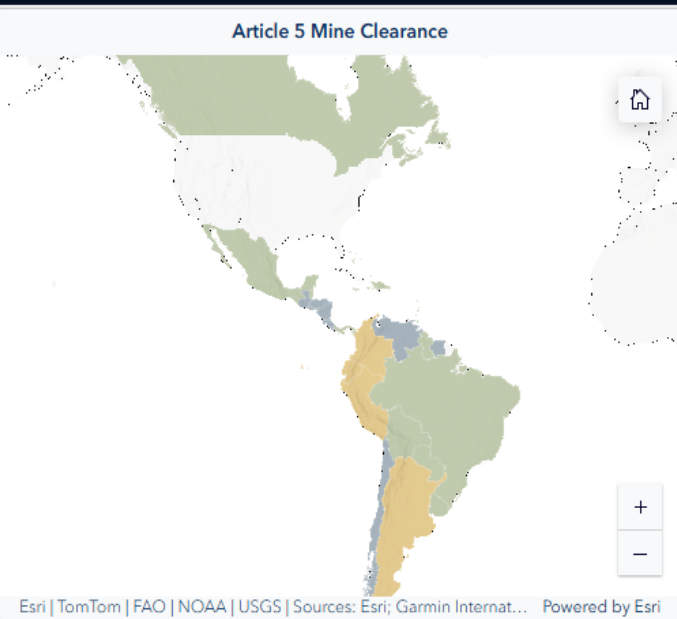 Article 5 Mine Clearance
+
−
Esri | TomTom | FAO | NOAA | USGS | Sources: Esri; Garmin Internat... Powered by Esri